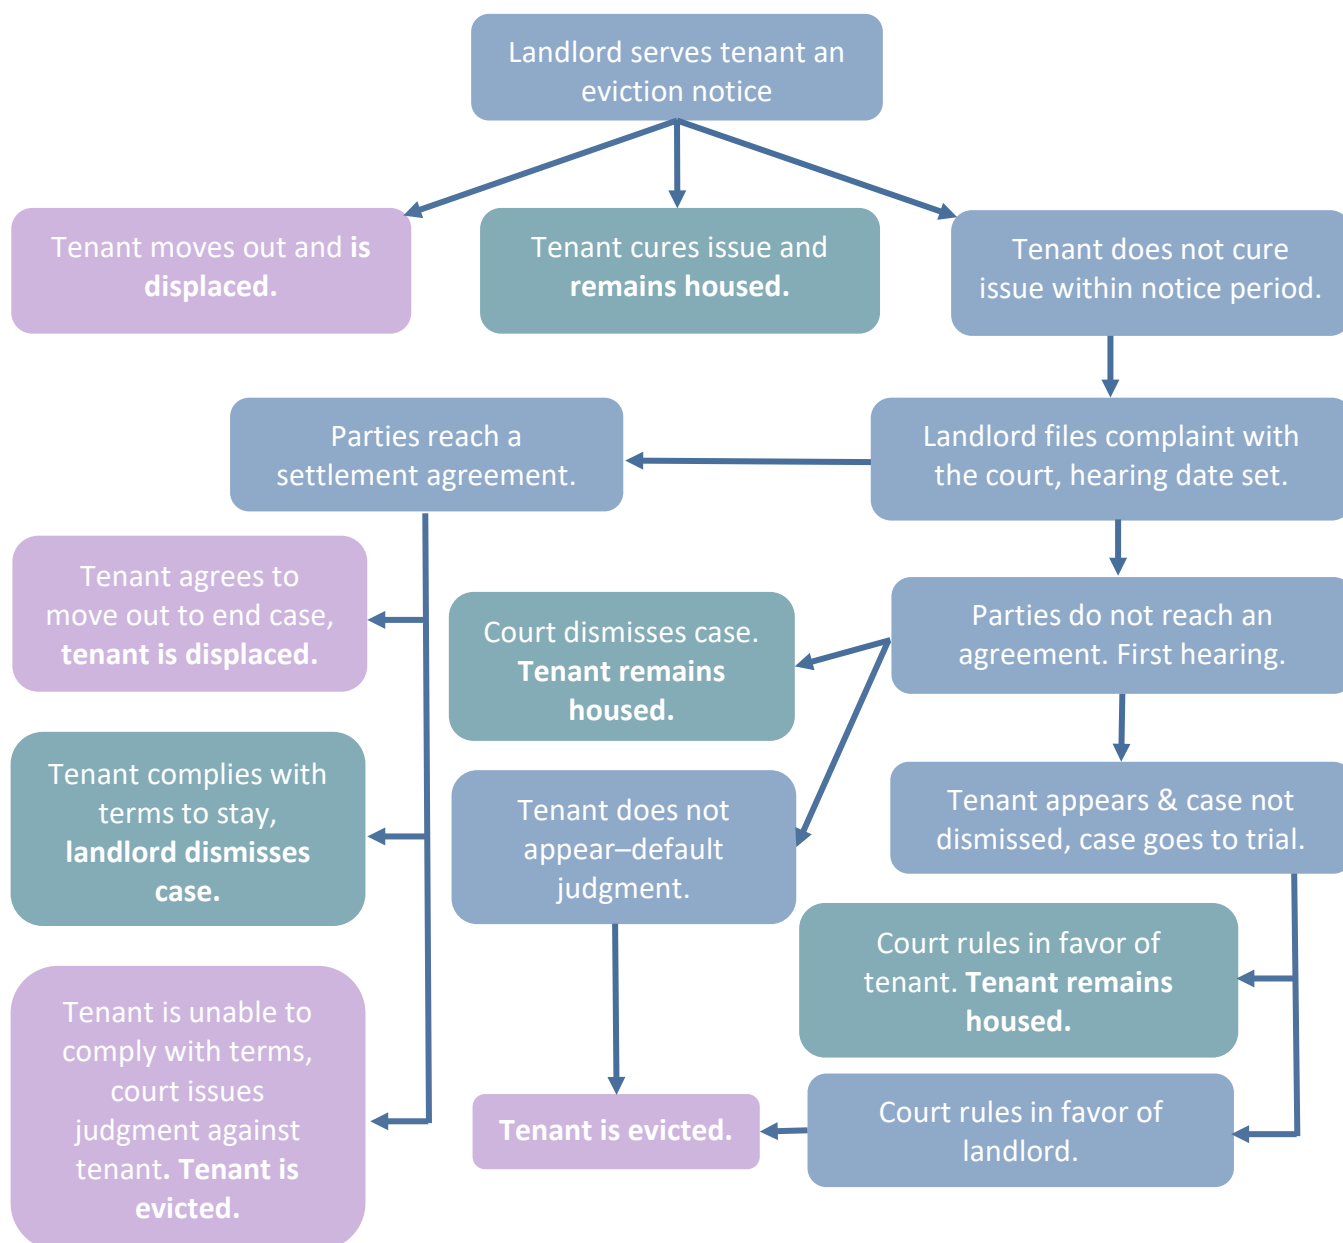 Landlord serves tenant an
eviction notice
Tenant moves out and is
displaced.
Tenant cures issue and
remains housed.
Tenant does not cure
issue within notice period.
Parties reach a
settlement agreement.
Landlord files complaint with
the court, hearing date set.
Tenant agrees to
move out to end case,
tenant is displaced.
Court dismisses case.
Tenant remains
housed.
Parties do not reach an
agreement. First hearing.
Tenant complies with
terms to stay,
landlord dismisses
case.
Tenant does not
appear–default
judgment.
Tenant appears & case not
dismissed, case goes to trial.
Court rules in favor of
tenant. Tenant remains
housed.
Tenant is unable to
comply with terms,
court issues
judgment against
tenant. Tenant is
evicted.
Tenant is evicted.
Court rules in favor of
landlord.